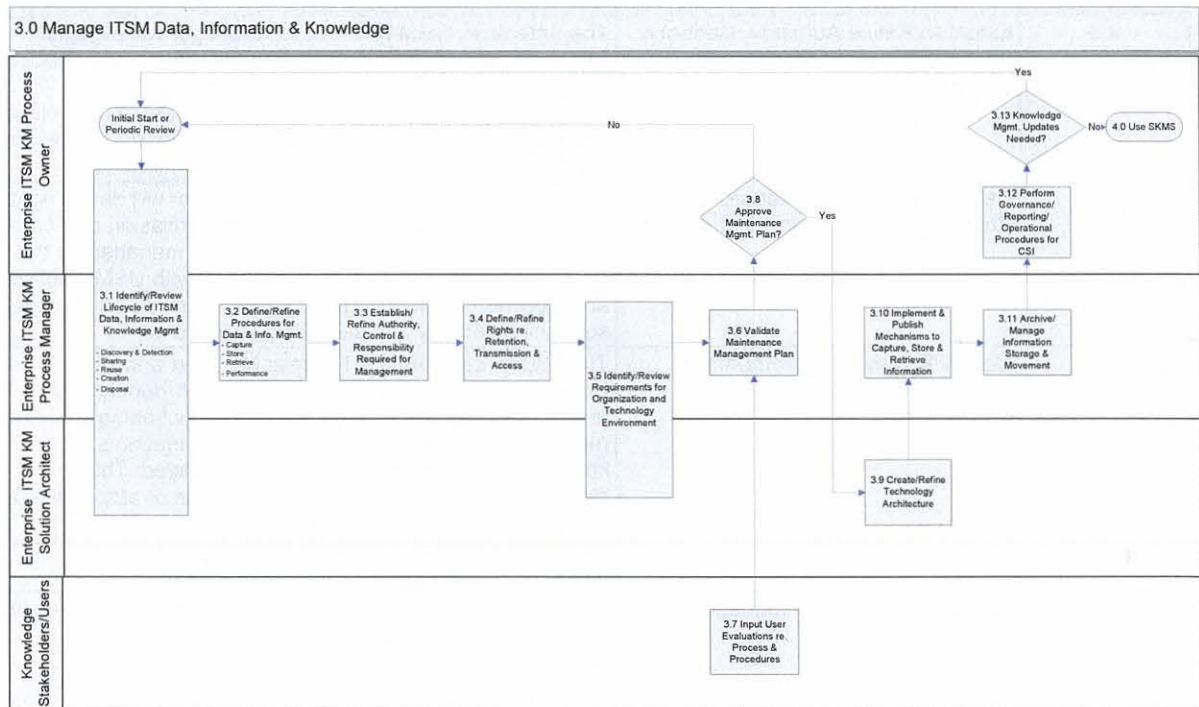 3.0 Manage ITSM Data, Information & Knowledge
Enterprise ITSM KM Process
Owner
Initial Start or
Periodic Review
Yes
No
3.13 Knowledge
Mgmt. Updates
Needed?
No
4.0 Use SKMS
3.8
Approve
Maintenance
Mgmt. Plan?
Yes
3.12 Perform
Governance/
Reporting/
Operational
Procedures for
CSI
Enterprise ITSM KM
Process Manager
3.1 Identify/Review
Lifecycle of ITSM
Data, Information &
Knowledge Mgmt
- Discovery & Detection
- Sharing
- Reuse
- Creation
- Disposal
3.2 Define/Refine
Procedures for
Data & Info. Mgmt.
- Capture
- Store
- Retrieve
- Performance
3.3 Establish/
Refine Authority,
Control &
Responsibility
Required for
Management
3.4 Define/Refine
Rights re.
Retention,
Transmission &
Access
3.5 Identify/Review
Requirements for
Organization and
Technology
Environment
3.6 Validate
Maintenance
Management Plan
3.10 Implement &
Publish
Mechanisms to
Capture, Store &
Retrieve
Information
3.11 Archive/
Manage
Information
Storage &
Movement
Enterprise ITSM KM
Solution Architect
3.9 Create/Refine
Technology
Architecture
Knowledge
Stakeholders/Users
3.7 Input User
Evaluations re.
Process &
Procedures